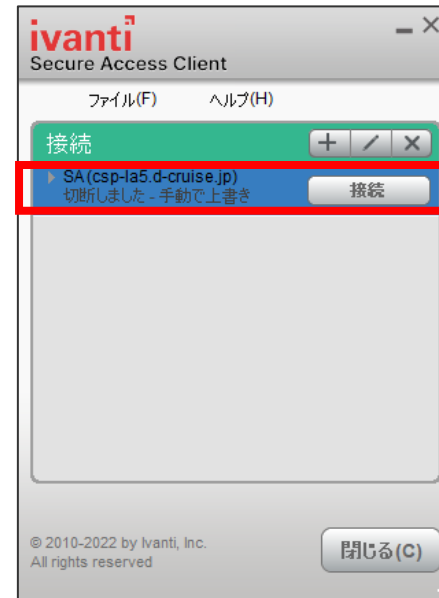 ivanti
Secure Access Client
ファイル(F) ヘルプ(H)
接続
SA(csp-la5.d-cruise.jp)
切断しました - 手動で上書き
接続
© 2010-2022 by Ivanti, Inc.
All rights reserved
閉じる(C)